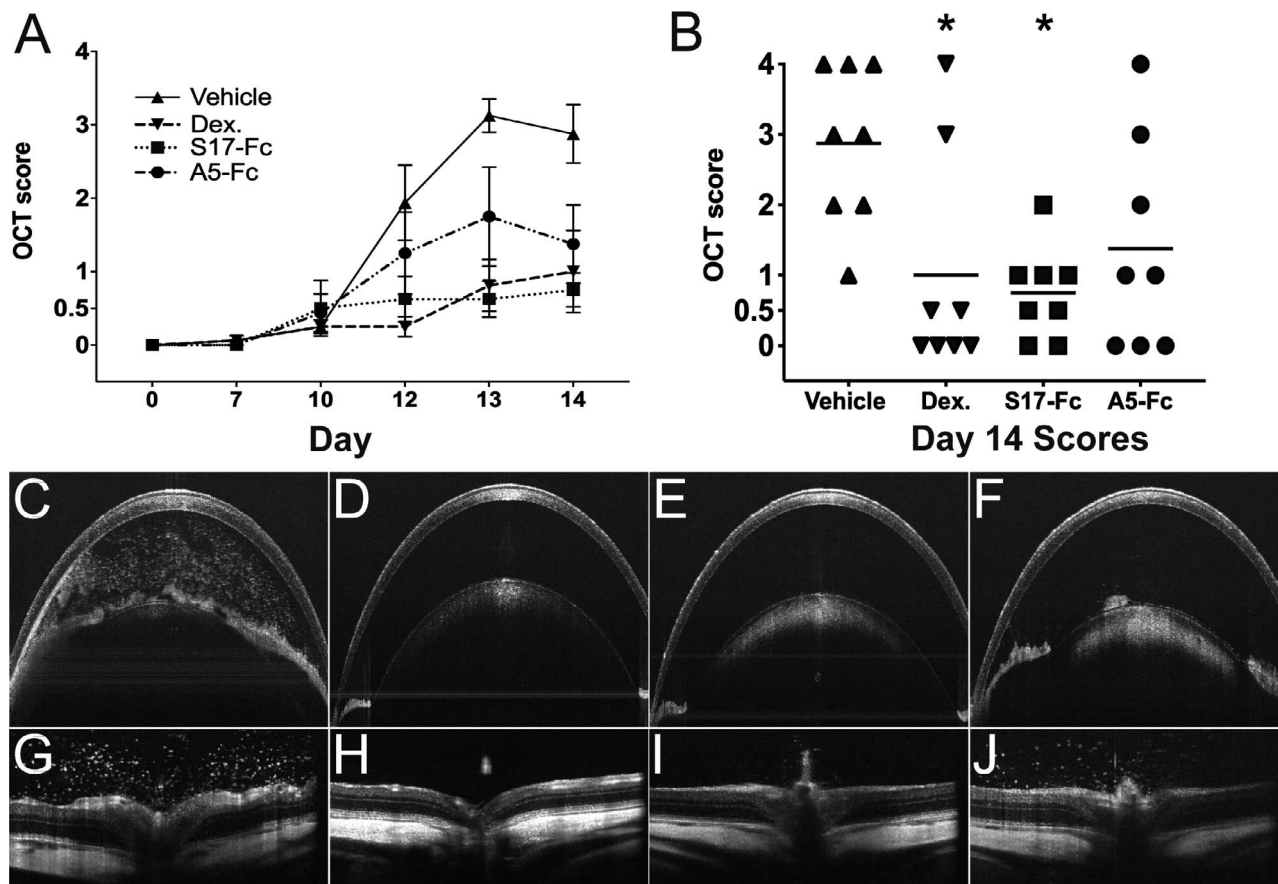 A
4
3
2
1
0.5
0
OCT score
Vehicle
Dex.
S17-Fc
A5-Fc
0 7 10 12 13 14
Day
B
* *
4
3
2
1
0.5
0
OCT score
Vehicle Dex. S17-Fc A5-Fc
Day 14 Scores
C D E F
G H I J